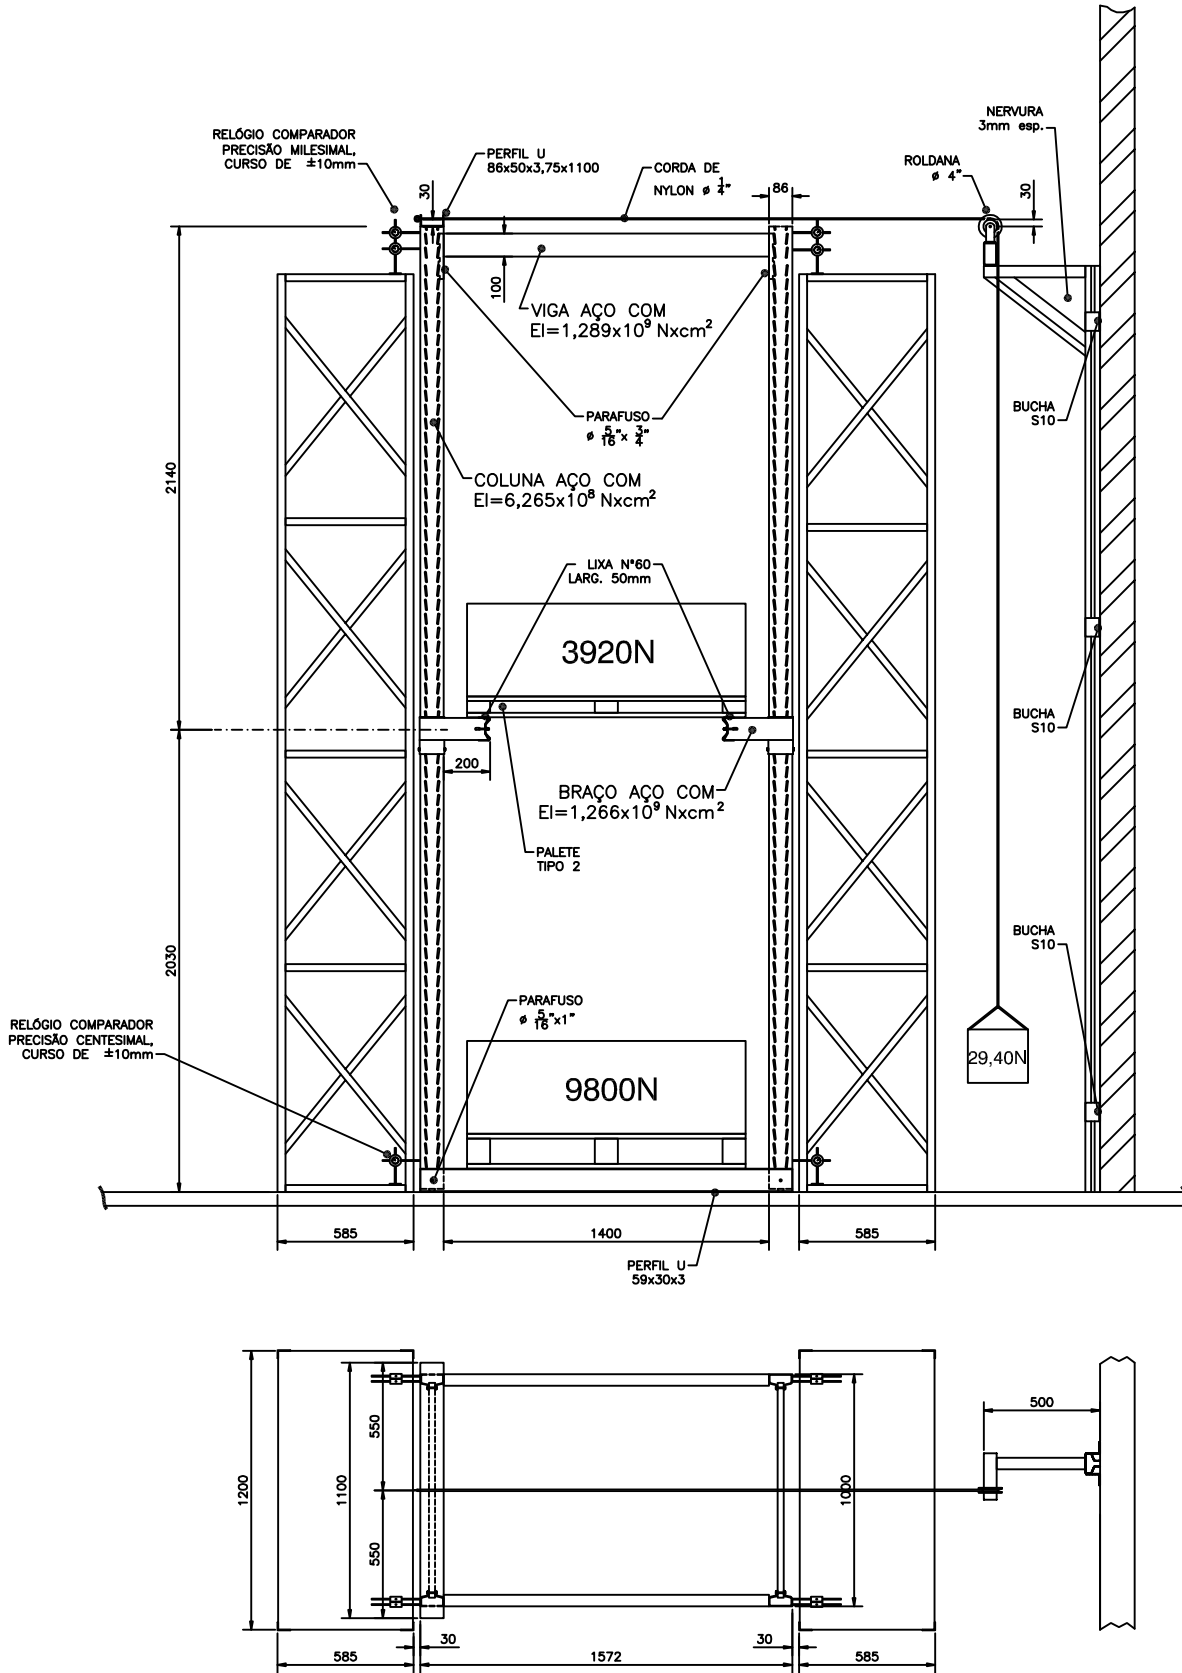 RELÓGIO COMPARADOR
PRECISÃO MILESIMAL,
CURSO DE ±10mm
30
PERFIL U
86x50x3,75x1100
CORDA DE
NYLON ø 1/4"
86
ROLDANA
ø 4"
NERVURA
3mm esp.
30
100
VIGA AÇO COM
EI=1,289x10⁹ Nxcm²
PARAFUSO
ø 5/16"x 3/4"
BUCHA
S10
2140
COLUNA AÇO COM
EI=6,265x10⁸ Nxcm²
LIXA N°60
LARG. 50mm
3920N
BUCHA
S10
200
BRAÇO AÇO COM
EI=1,266x10⁹ Nxcm²
PALETE
TIPO 2
2030
BUCHA
S10
PARAFUSO
ø 5/16"x1"
RELÓGIO COMPARADOR
PRECISÃO CENTESIMAL,
CURSO DE ±10mm
9800N
29,40N
585
1400
585
PERFIL U
59x30x3
1200
1100
550
550
1000
500
30
30
585
1572
585